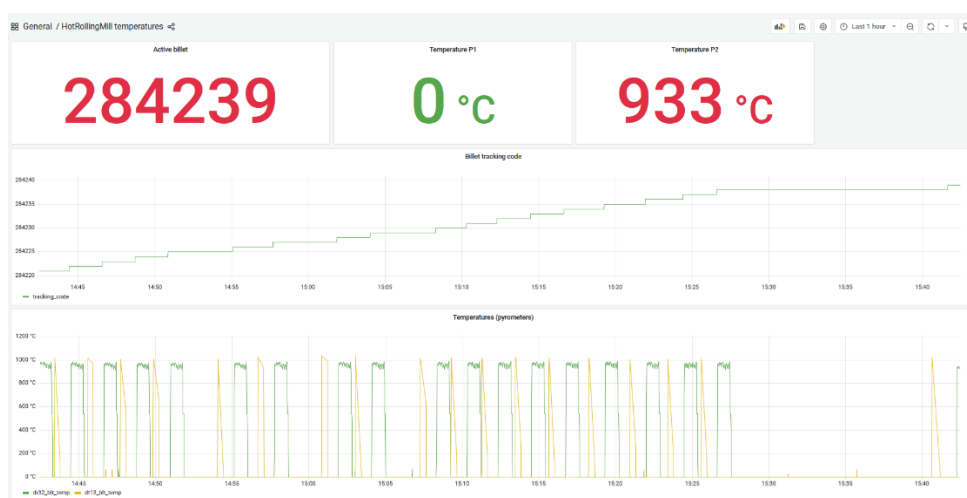 General / HotRollingMill temperatures
Last 1 hour
Active billet
284239
Temperature P1
0 °C
Temperature P2
933 °C
Billet tracking code
284240
284235
284230
284225
284220
14:45 14:50 14:55 15:00 15:05 15:10 15:15 15:20 15:25 15:30 15:35 15:40
tracking_code
Temperatures (pyrometers)
1200 °C
1000 °C
800 °C
600 °C
400 °C
200 °C
0 °C
14:45 14:50 14:55 15:00 15:05 15:10 15:15 15:20 15:25 15:30 15:35 15:40